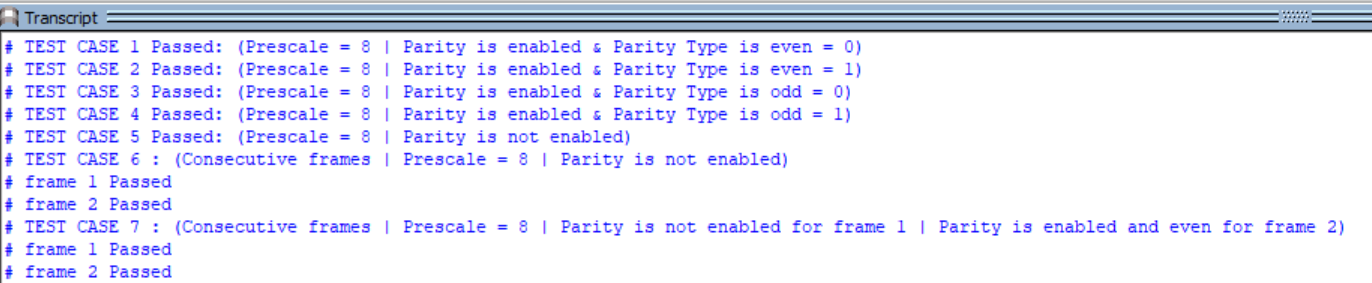 Transcript
# TEST CASE 1 Passed: (Prescale = 8 | Parity is enabled & Parity Type is even = 0)
# TEST CASE 2 Passed: (Prescale = 8 | Parity is enabled & Parity Type is even = 1)
# TEST CASE 3 Passed: (Prescale = 8 | Parity is enabled & Parity Type is odd = 0)
# TEST CASE 4 Passed: (Prescale = 8 | Parity is enabled & Parity Type is odd = 1)
# TEST CASE 5 Passed: (Prescale = 8 | Parity is not enabled)
# TEST CASE 6 : (Consecutive frames | Prescale = 8 | Parity is not enabled)
# frame 1 Passed
# frame 2 Passed
# TEST CASE 7 : (Consecutive frames | Prescale = 8 | Parity is not enabled for frame 1 | Parity is enabled and even for frame 2)
# frame 1 Passed
# frame 2 Passed